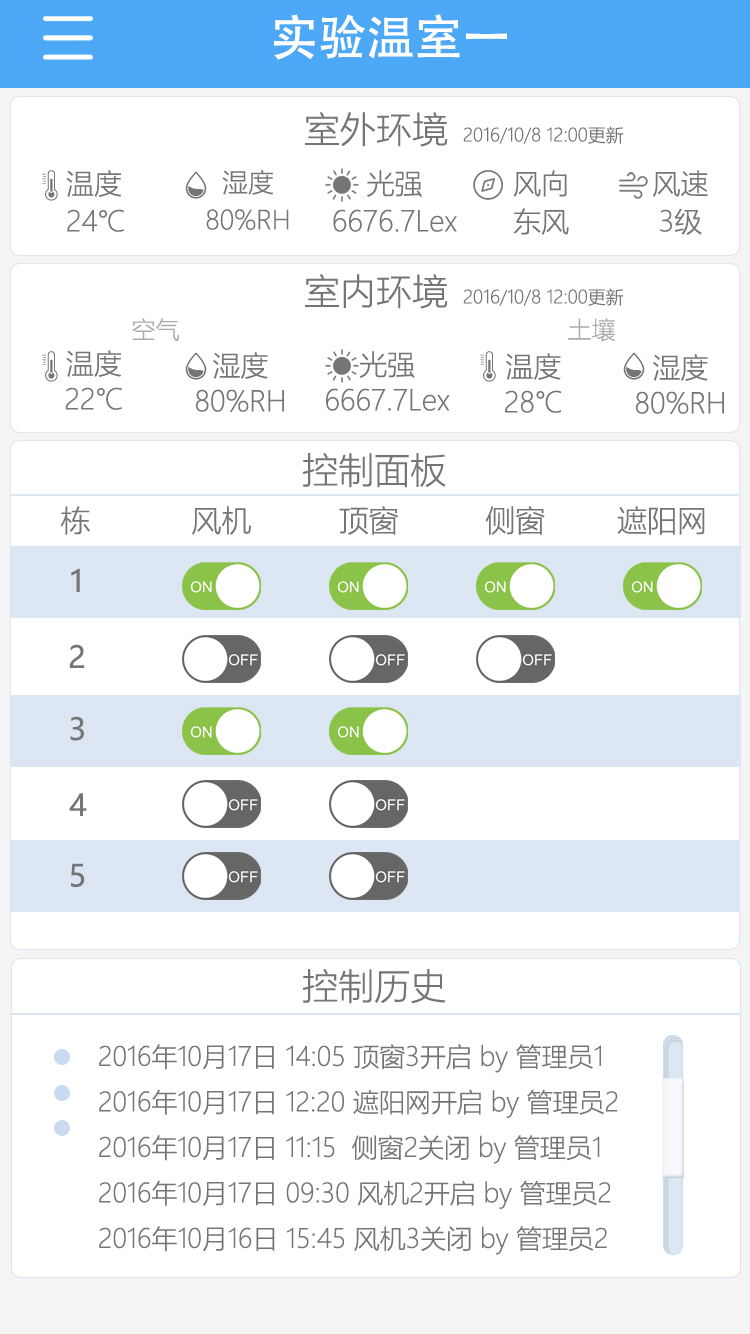 实验温室一
室外环境 2016/10/8 12:00更新
温度 湿度 光强 风向 风速
24℃ 80%RH 6676.7Lex 东风 3级
室内环境 2016/10/8 12:00更新
空气 土壤
温度 湿度 光强 温度 湿度
22℃ 80%RH 6667.7Lex 28℃ 80%RH
控制面板
栋 风机 顶窗 侧窗 遮阳网
1 ON ON ON ON
2 OFF OFF OFF
3 ON ON
4 OFF OFF
5 OFF OFF
控制历史
2016年10月17日 14:05 顶窗3开启 by 管理员1
2016年10月17日 12:20 遮阳网开启 by 管理员2
2016年10月17日 11:15 侧窗2关闭 by 管理员1
2016年10月17日 09:30 风机2开启 by 管理员2
2016年10月16日 15:45 风机3关闭 by 管理员2